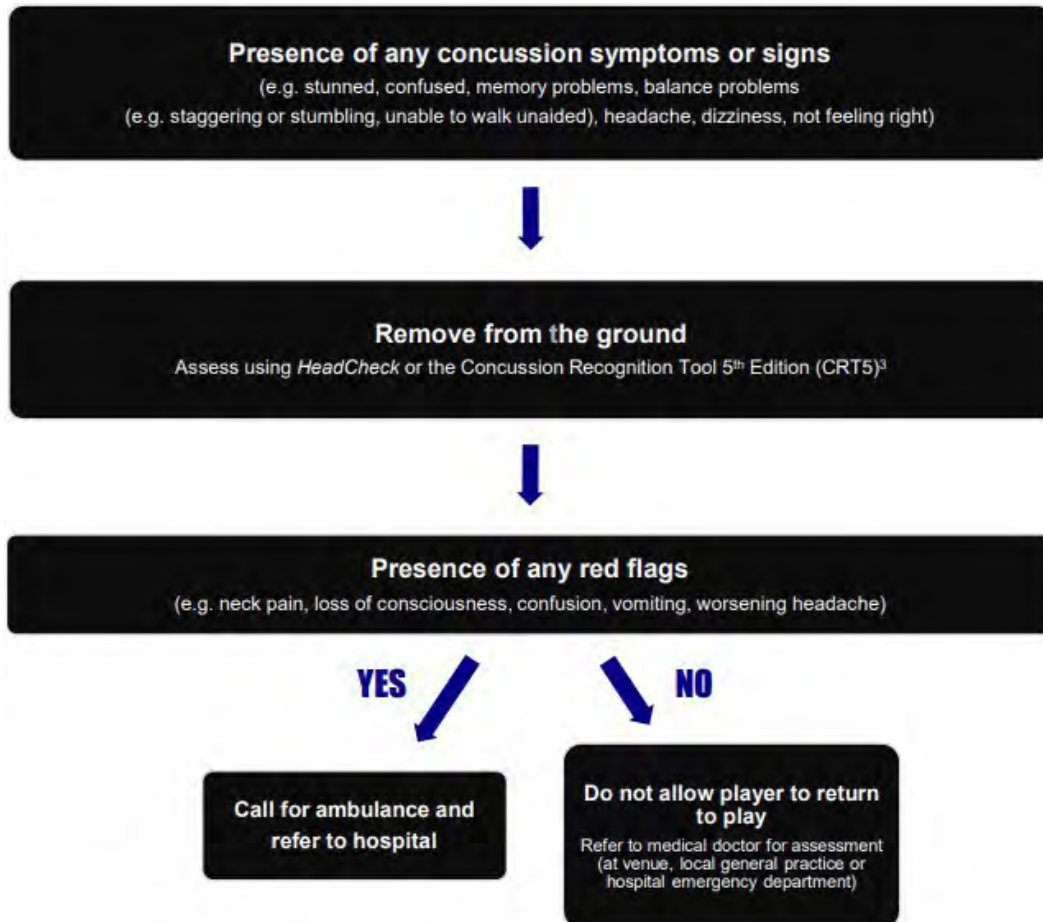 Presence of any concussion symptoms or signs
(e.g. stunned, confused, memory problems, balance problems
(e.g. staggering or stumbling, unable to walk unaided), headache, dizziness, not feeling right)
Remove from the ground
Assess using HeadCheck or the Concussion Recognition Tool 5th Edition (CRT5)³
Presence of any red flags
(e.g. neck pain, loss of consciousness, confusion, vomiting, worsening headache)
YES
NO
Call for ambulance and
refer to hospital
Do not allow player to return
to play
Refer to medical doctor for assessment
(at venue, local general practice or
hospital emergency department)